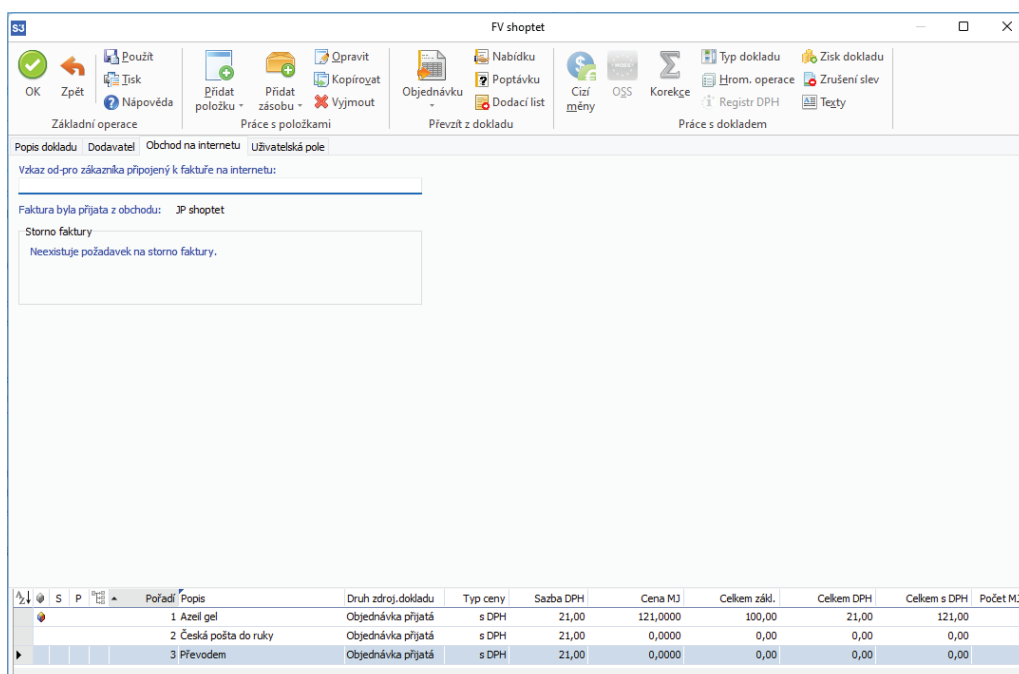 S3 FV shoptet
OK
Zpět
Použít
Tisk
Nápověda
Základní operace
Přidat položku
Přidat zásobu
Opravit
Kopírovat
Vyjmout
Práce s položkami
Objednávku
Nabídku
Poptávku
Dodací list
Převzít z dokladu
Cizí měny
OSS
Korekce
Typ dokladu
Hrom. operace
Registr DPH
Zisk dokladu
Zrušení slev
Texty
Práce s dokladem
Popis dokladu Dodavatel Obchod na internetu Uživatelská pole
Vzkaz od-pro zákazníka připojený k faktuře na internetu:
Faktura byla přijata z obchodu: JP shoptet
Storno faktury
Neexistuje požadavek na storno faktury.
S P Pořadí Popis Druh zdroj.dokladu Typ ceny Sazba DPH Cena MJ Celkem zákl. Celkem DPH Celkem s DPH Počet MJ
1 Azeil gel Objednávka přijatá s DPH 21,00 121,0000 100,00 21,00 121,00
2 Česká pošta do ruky Objednávka přijatá s DPH 21,00 0,0000 0,00 0,00 0,00
3 Převodem Objednávka přijatá s DPH 21,00 0,0000 0,00 0,00 0,00